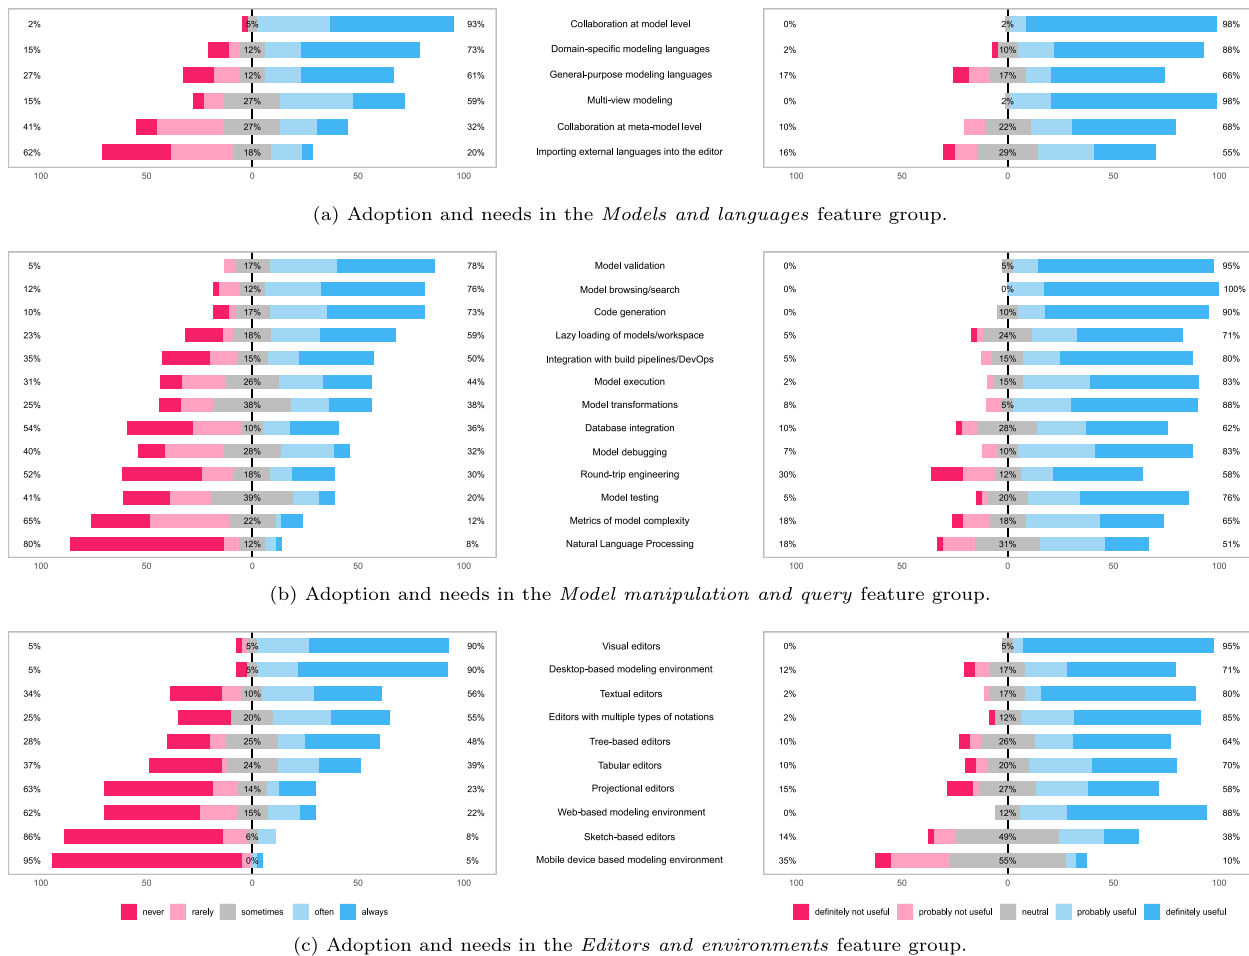 2% 5% 93% Collaboration at model level 0% 2% 98%
15% 12% 73% Domain-specific modeling languages 2% 10% 88%
27% 12% 61% General-purpose modeling languages 17% 17% 66%
15% 27% 59% Multi-view modeling 0% 2% 98%
41% 27% 32% Collaboration at meta-model level 10% 22% 68%
62% 18% 20% Importing external languages into the editor 16% 29% 55%
100 50 0 50 100 100 50 0 50 100
(a) Adoption and needs in the Models and languages feature group.
5% 17% 78% Model validation 0% 5% 95%
12% 12% 76% Model browsing/search 0% 0% 100%
10% 17% 73% Code generation 0% 10% 90%
23% 18% 59% Lazy loading of models/workspace 5% 24% 71%
35% 15% 50% Integration with build pipelines/DevOps 5% 15% 80%
31% 26% 44% Model execution 2% 15% 83%
25% 38% 38% Model transformations 8% 5% 88%
54% 10% 36% Database integration 10% 28% 62%
40% 28% 32% Model debugging 7% 10% 83%
52% 18% 30% Round-trip engineering 30% 12% 58%
41% 39% 20% Model testing 5% 20% 76%
65% 22% 12% Metrics of model complexity 18% 18% 65%
80% 12% 8% Natural Language Processing 18% 31% 51%
100 50 0 50 100 100 50 0 50 100
(b) Adoption and needs in the Model manipulation and query feature group.
5% 5% 90% Visual editors 0% 5% 95%
5% 5% 90% Desktop-based modeling environment 12% 17% 71%
34% 10% 56% Textual editors 2% 17% 80%
25% 20% 55% Editors with multiple types of notations 2% 12% 85%
28% 25% 48% Tree-based editors 10% 26% 64%
37% 24% 39% Tabular editors 10% 20% 70%
63% 14% 23% Projectional editors 15% 27% 58%
62% 15% 22% Web-based modeling environment 0% 12% 88%
86% 6% 8% Sketch-based editors 14% 49% 38%
95% 0% 5% Mobile device based modeling environment 35% 55% 10%
100 50 0 50 100 100 50 0 50 100
never rarely sometimes often always definitely not useful probably not useful neutral probably useful definitely useful
(c) Adoption and needs in the Editors and environments feature group.